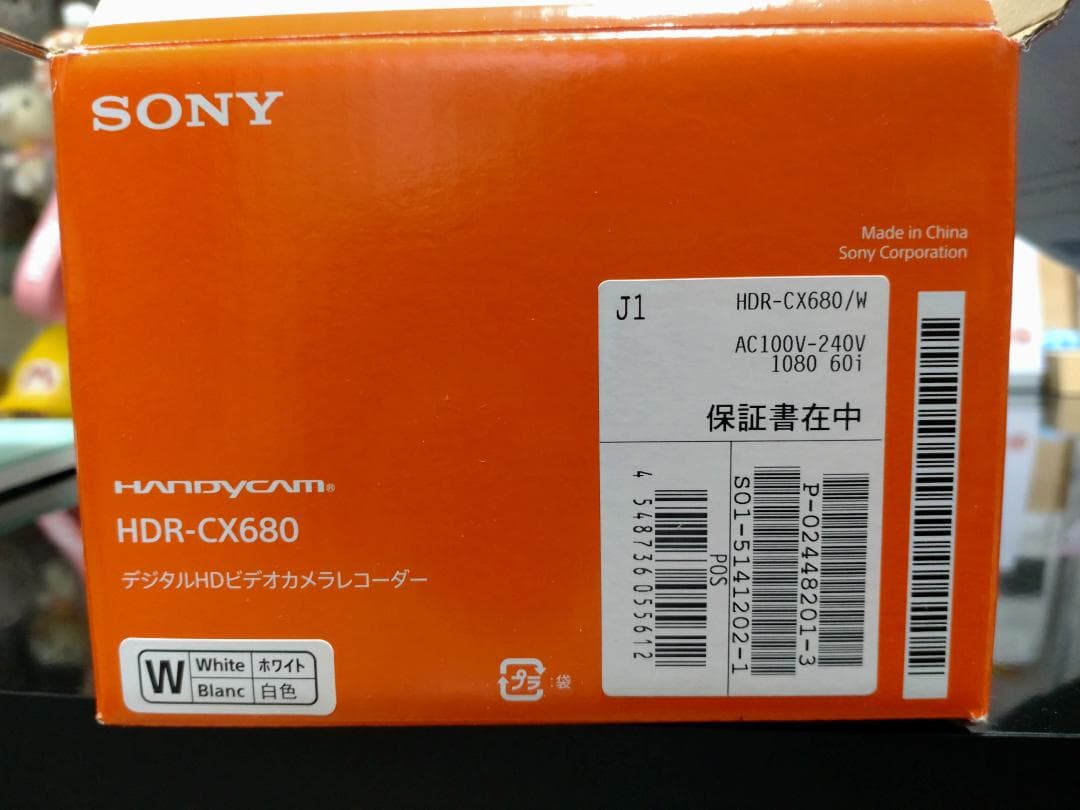 SONY
Made in China
Sony Corporation
J1
HDR-CX680/W
AC100V-240V
1080 60i
保証書在中
4 548736055612
POS
S01-5141202-1
P-02448201-3
HANDYCAM®
HDR-CX680
デジタルHDビデオカメラレコーダー
W
White ホワイト
Blanc 白色
プラ :袋